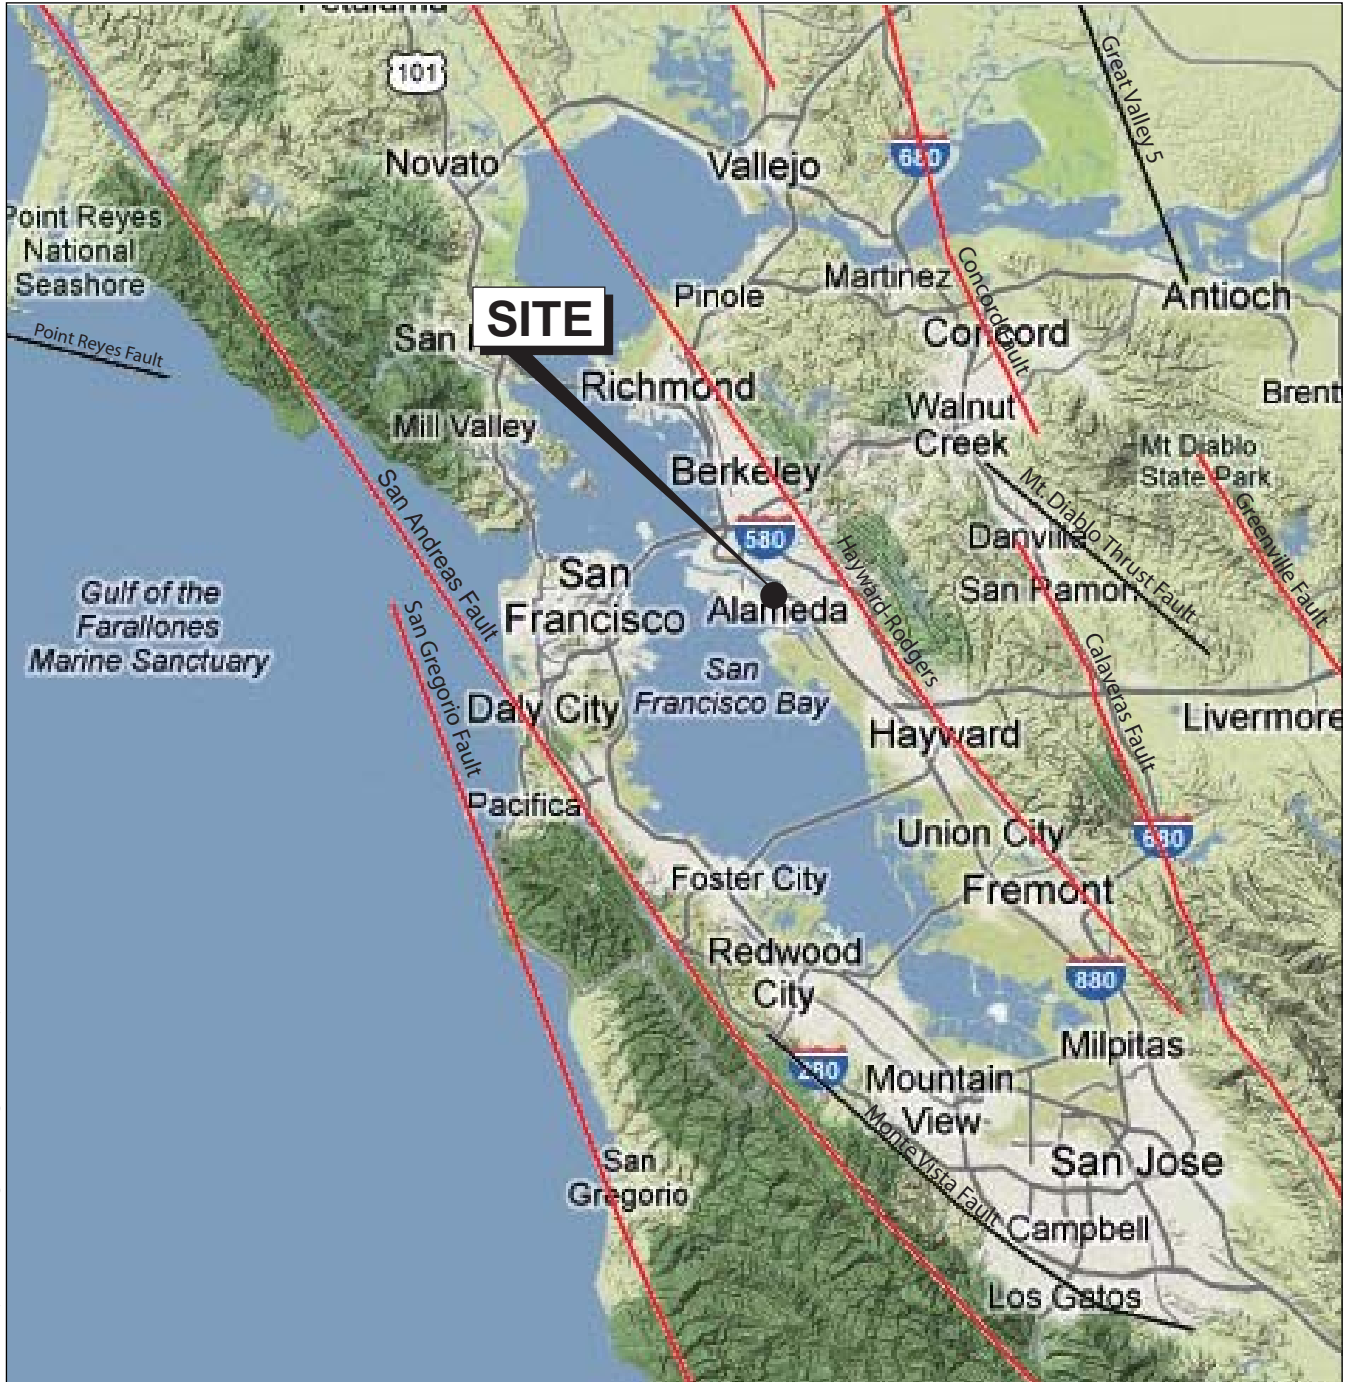 Petaluma
101
Great Valley 5
Novato
Vallejo
680
Point Reyes
National
Seashore
Concord Fault
Martinez
Pinole
Antioch
SITE
San
Concord
Point Reyes Fault
Richmond
Brent
Walnut
Creek
Mill Valley
Mt Diablo
State Park
Berkeley
Mt. Diablo Thrust Fault
San Andreas Fault
Greenville Fault
580
Hayward-Rodgers
Danville
San
Francisco
San Ramon
Gulf of the
Farallones
Marine Sanctuary
San Gregorio Fault
Alameda
Calaveras Fault
San
Francisco Bay
Daly City
Livermore
Hayward
Pacifica
Union City
680
Foster City
Fremont
Redwood
City
880
Milpitas
280
Mountain
View
Monte Vista Fault
San
Gregorio
San Jose
Campbell
Los Gatos